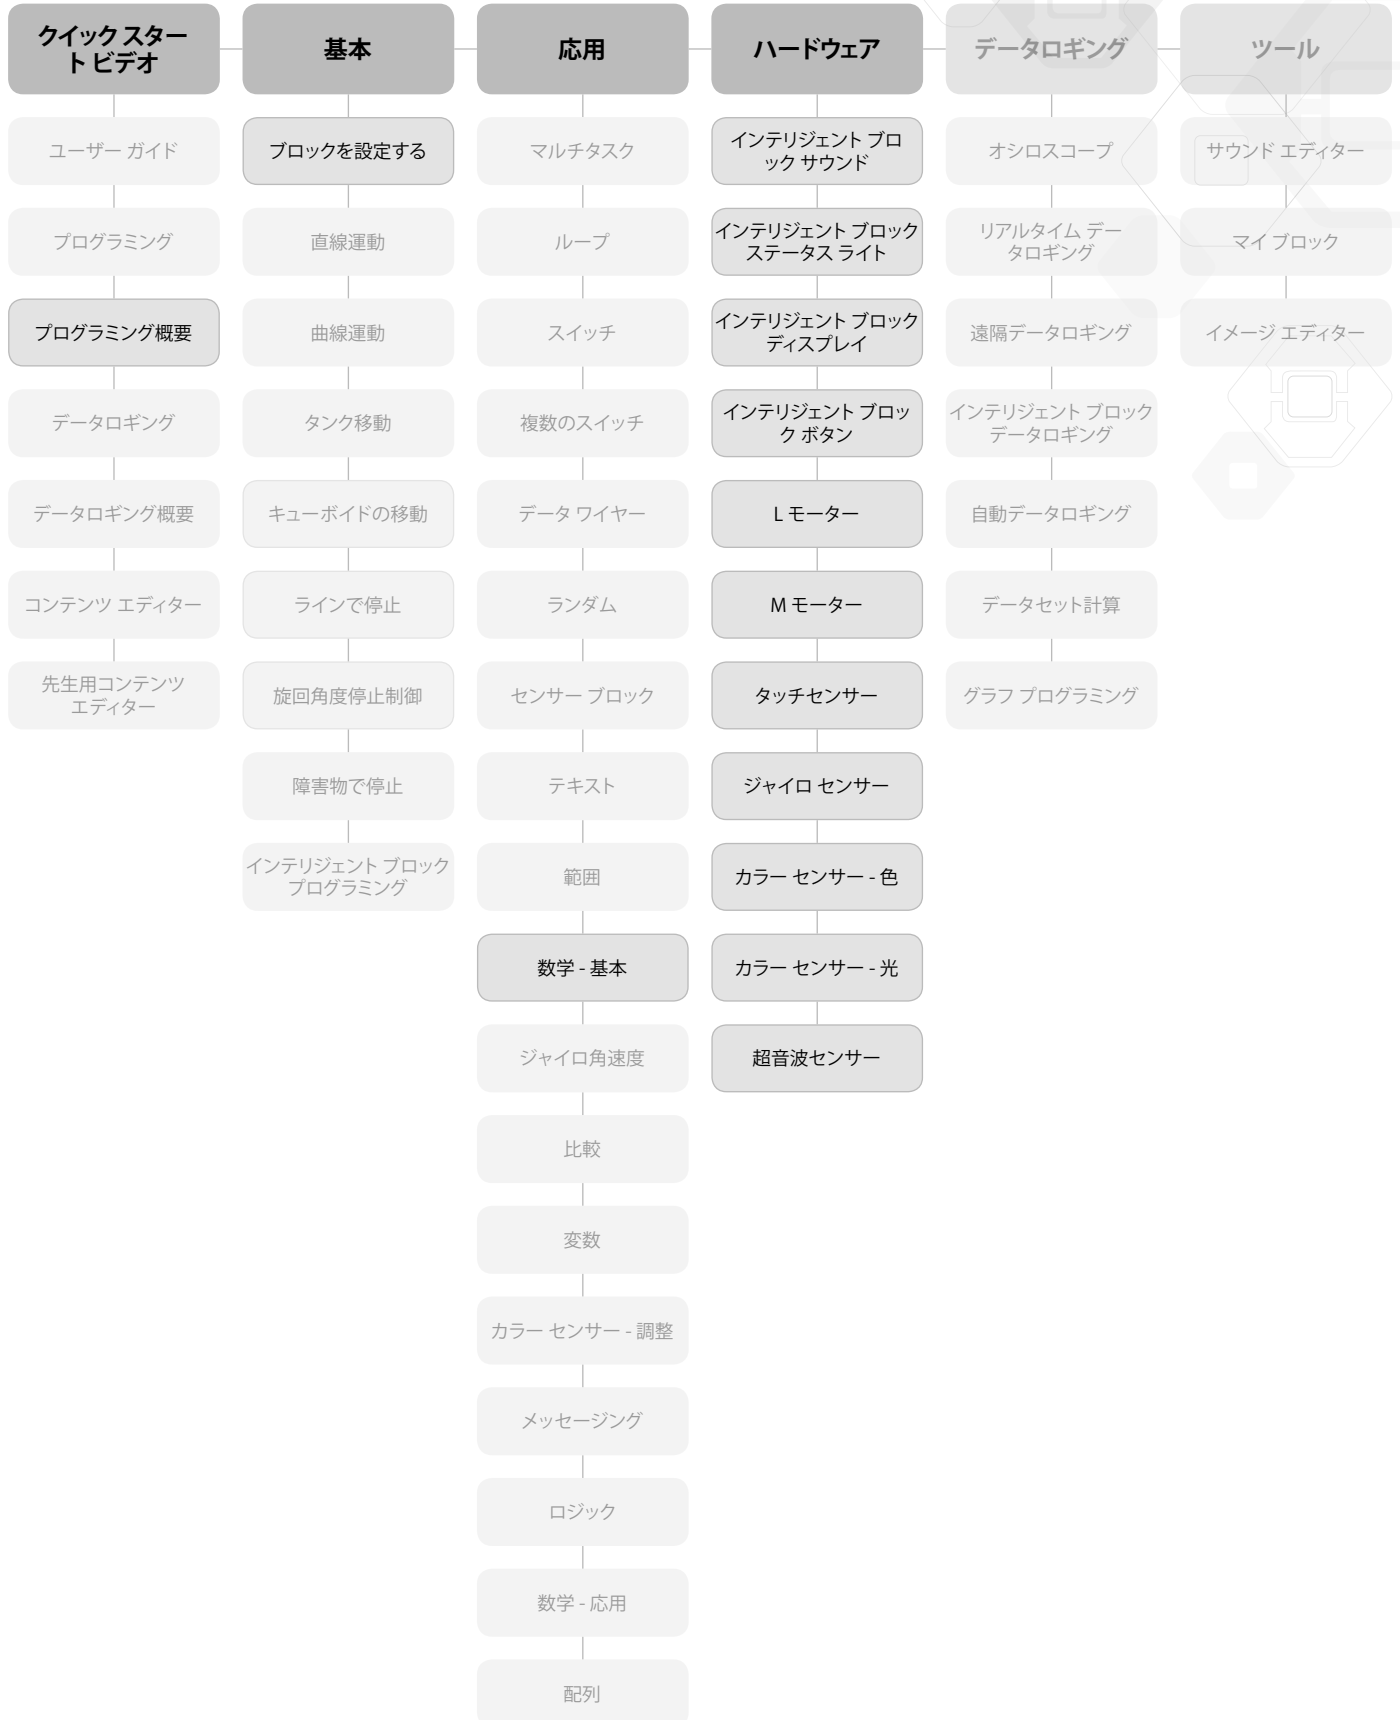 クイック スター
ト ビデオ
ユーザー ガイド
プログラミング
プログラミング概要
データロギング
データロギング概要
コンテンツ エディター
先生用コンテンツ
エディター
基本
ブロックを設定する
直線運動
曲線運動
タンク移動
キューボイドの移動
ラインで停止
旋回角度停止制御
障害物で停止
インテリジェント ブロック
プログラミング
応用
マルチタスク
ループ
スイッチ
複数のスイッチ
データ ワイヤー
ランダム
センサー ブロック
テキスト
範囲
数学 - 基本
ジャイロ角速度
比較
変数
カラー センサー - 調整
メッセージング
ロジック
数学 - 応用
配列
ハードウェア
インテリジェント ブロ
ック サウンド
インテリジェント ブロック
ステータス ライト
インテリジェント ブロック
ディスプレイ
インテリジェント ブロッ
ク ボタン
L モーター
M モーター
タッチセンサー
ジャイロ センサー
カラー センサー - 色
カラー センサー - 光
超音波センサー
データロギング
オシロスコープ
リアルタイム デー
タロギング
遠隔データロギング
インテリジェント ブロック
データロギング
自動データロギング
データセット計算
グラフ プログラミング
ツール
サウンド エディター
マイ ブロック
イメージ エディター